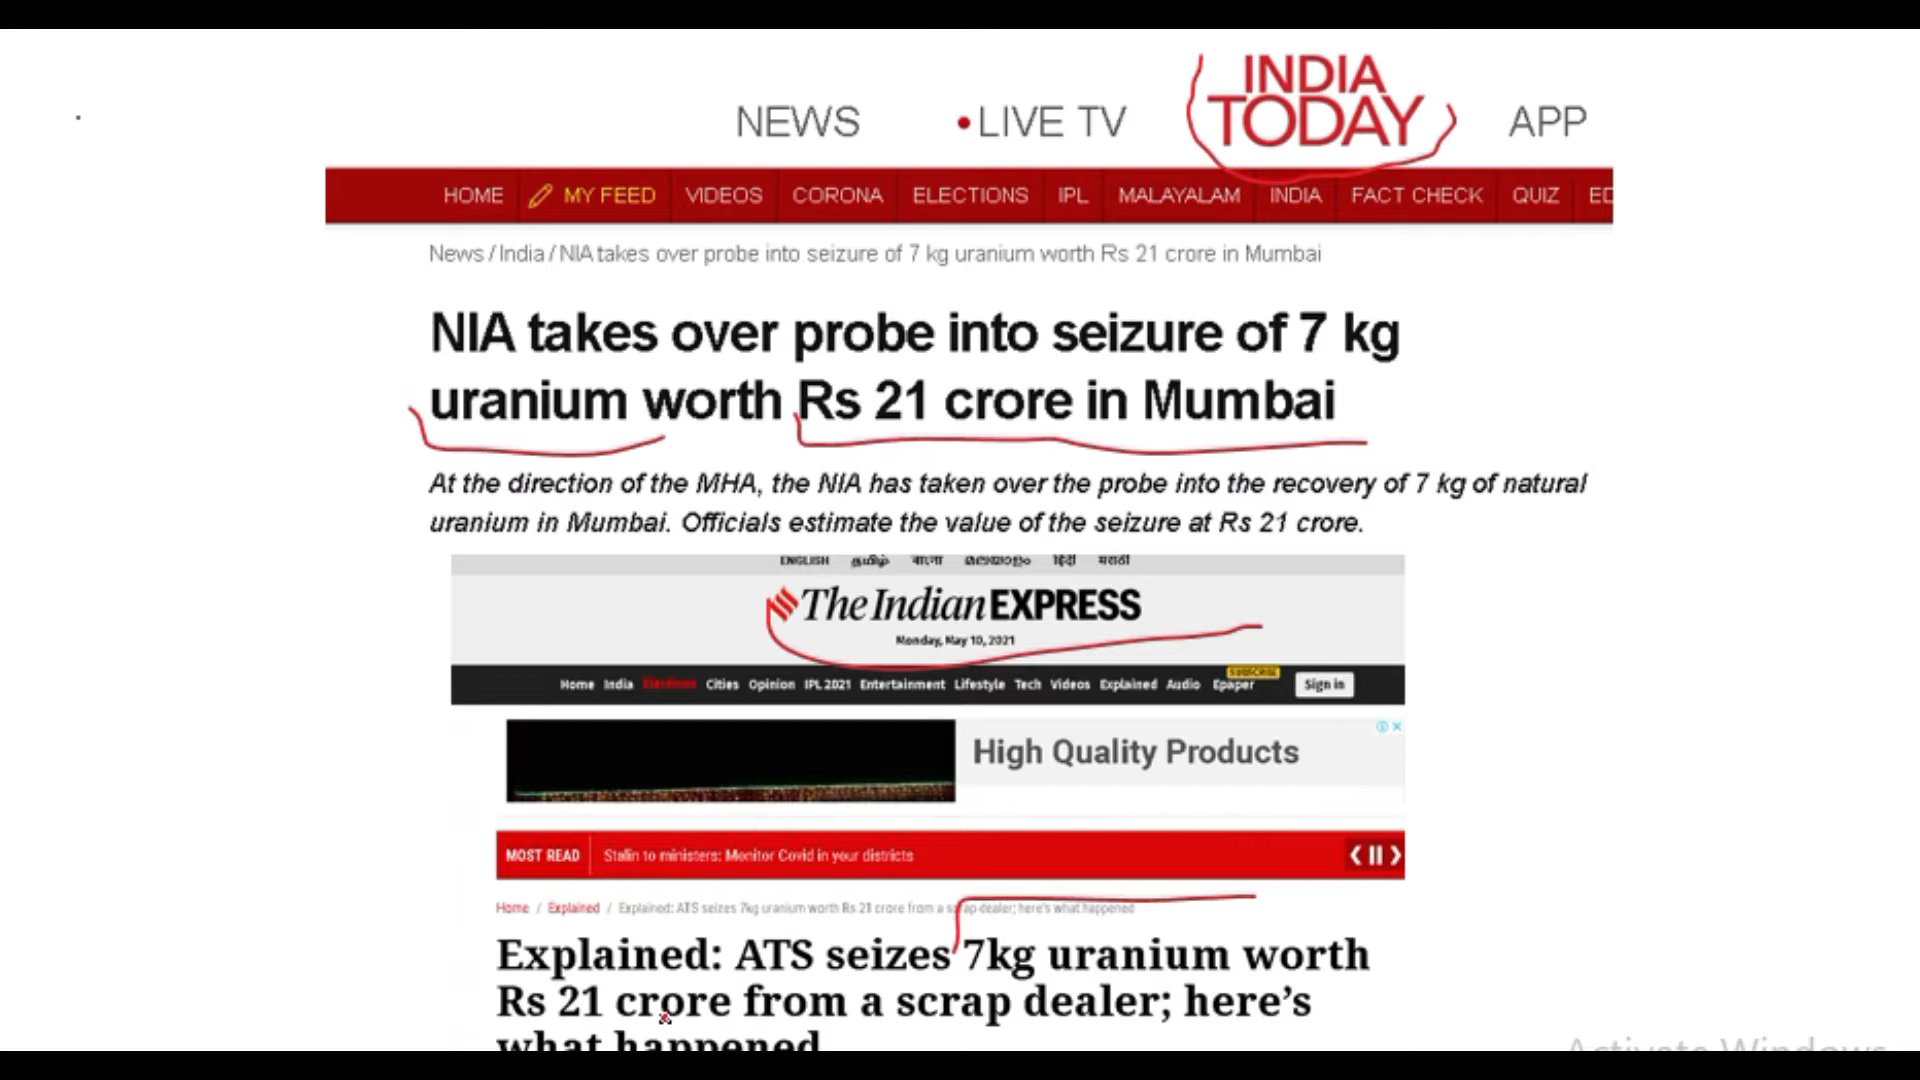 INDIA
TODAY
NEWS
LIVE TV
APP
HOME MY FEED VIDEOS CORONA ELECTIONS IPL MALAYALAM INDIA FACT CHECK QUIZ ED
News / India / NIA takes over probe into seizure of 7 kg uranium worth Rs 21 crore in Mumbai
NIA takes over probe into seizure of 7 kg
uranium worth Rs 21 crore in Mumbai
At the direction of the MHA, the NIA has taken over the probe into the recovery of 7 kg of natural
uranium in Mumbai. Officials estimate the value of the seizure at Rs 21 crore.
ENGLISH தமிழ் বাংলা മലയാളം हिंदी मराठी
The Indian EXPRESS
Monday, May 10, 2021
SUBSCRIBE
Home India Elections Cities Opinion IPL 2021 Entertainment Lifestyle Tech Videos Explained Audio Epaper Sign in
High Quality Products
MOST READ Stalin to ministers: Monitor Covid in your districts
Home / Explained / Explained: ATS seizes 7kg uranium worth Rs 21 crore from a scrap dealer; here's what happened
Explained: ATS seizes 7kg uranium worth
Rs 21 crore from a scrap dealer; here’s
what happened
Activate Windows